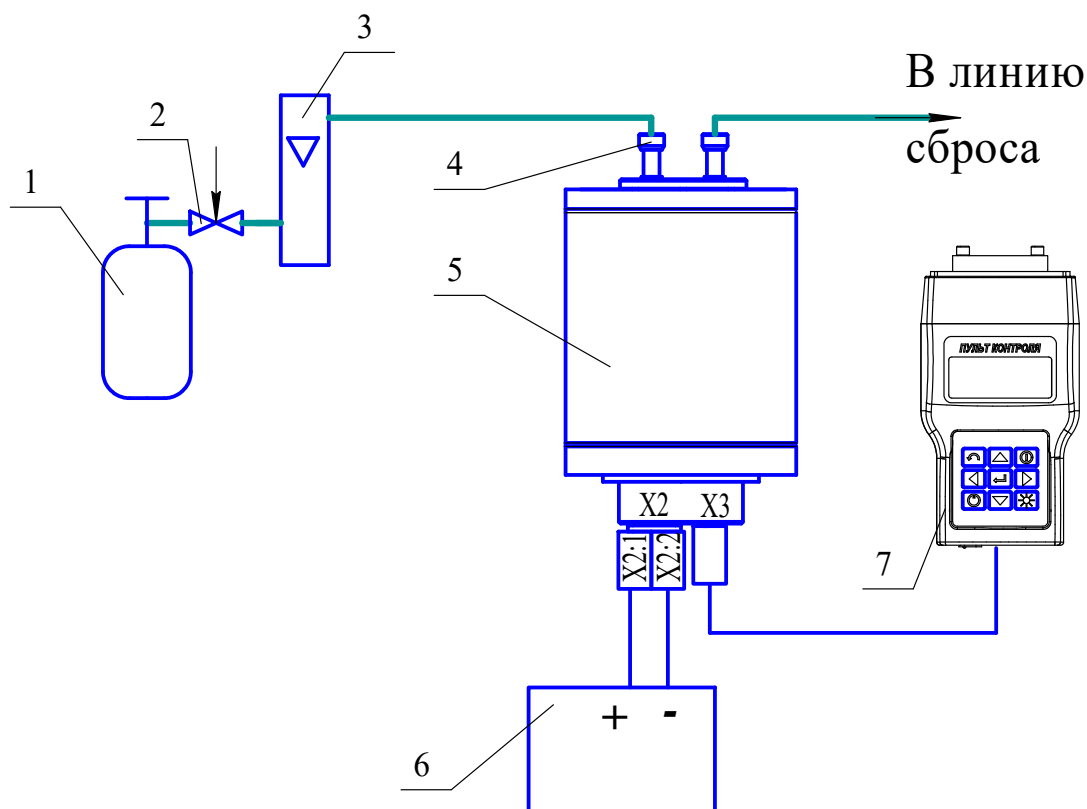 3
В линию
2
сброса
4
1
5
ПУЛЬТ КОНТРОЛЯ
X2 X3
X2:1
X2:2
7
+ -
6